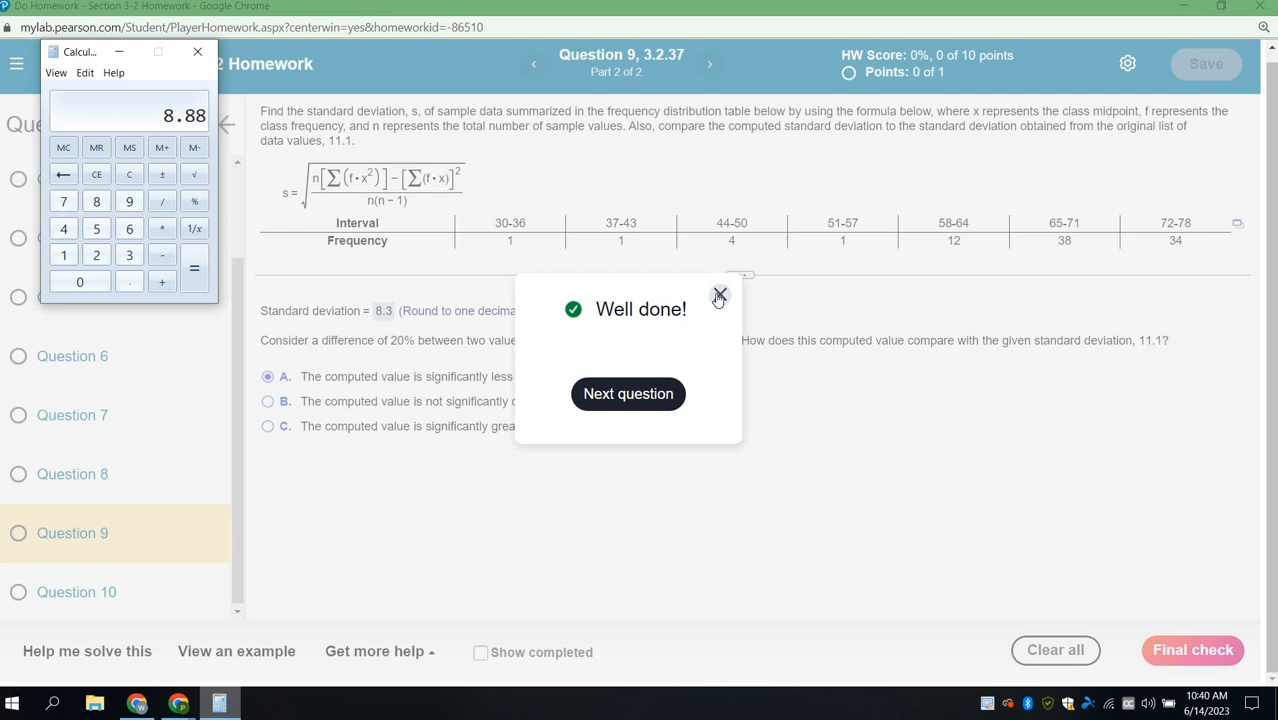 Do Homework - Section 3-2 Homework - Google Chrome
mylab.pearson.com/Student/PlayerHomework.aspx?centerwin=yes&homeworkid=-86510
2 Homework
Question 9, 3.2.37
Part 2 of 2
HW Score: 0%, 0 of 10 points
Points: 0 of 1
Save
Calcul...
View Edit Help
8.88
MC MR MS M+ M-
← CE C ± √
7 8 9 / %
4 5 6 * 1/x
1 2 3 - =
0 . +
Que
Find the standard deviation, s, of sample data summarized in the frequency distribution table below by using the formula below, where x represents the class midpoint, f represents the
class frequency, and n represents the total number of sample values. Also, compare the computed standard deviation to the standard deviation obtained from the original list of
data values, 11.1.
s = √(n[∑(f•x²)] − [∑(f•x)]² / n(n − 1))
Interval 30-36 37-43 44-50 51-57 58-64 65-71 72-78
Frequency 1 1 4 1 12 38 34
Standard deviation = 8.3 (Round to one decima
Consider a difference of 20% between two value
How does this computed value compare with the given standard deviation, 11.1?
A. The computed value is significantly less
B. The computed value is not significantly
C. The computed value is significantly grea
Well done!
Next question
Question 6
Question 7
Question 8
Question 9
Question 10
Help me solve this
View an example
Get more help
Show completed
Clear all
Final check
10:40 AM
6/14/2023